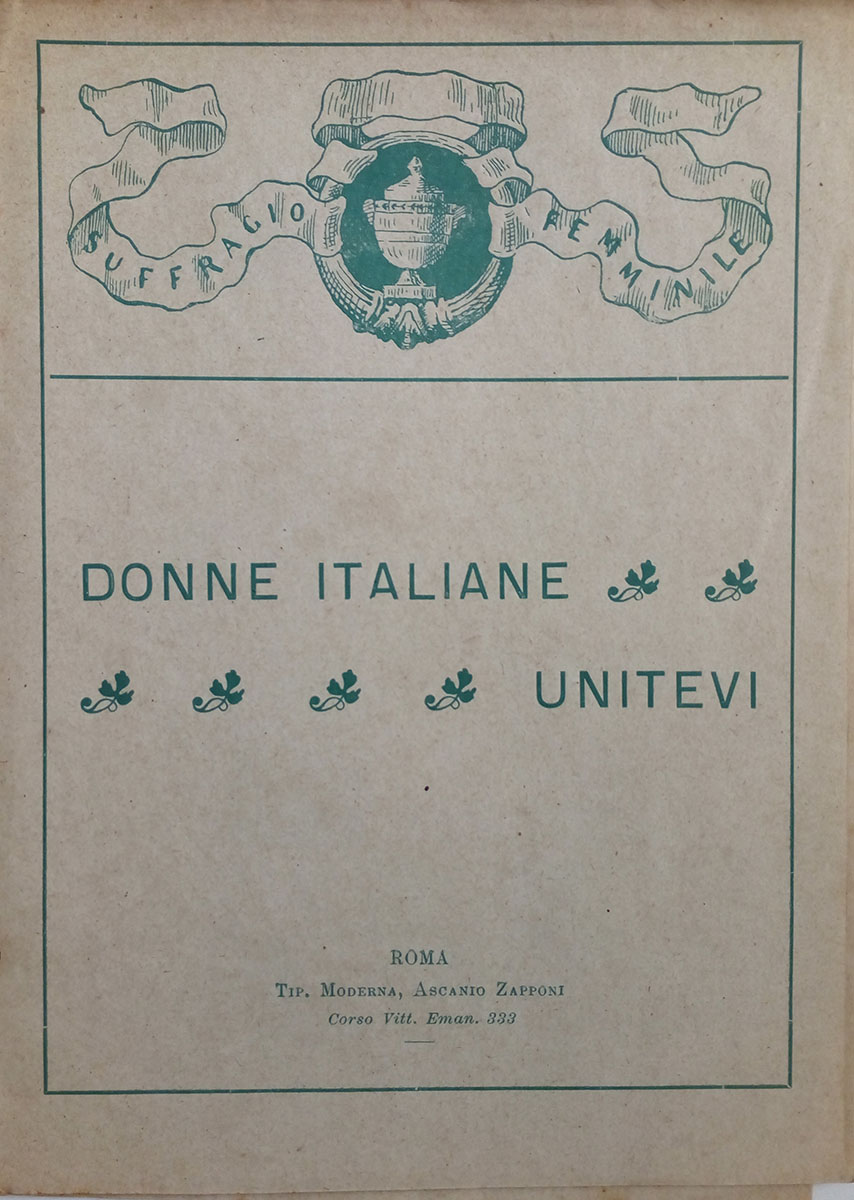 SUFFRAGIO FEMMINILE
DONNE ITALIANE
UNITEVI
ROMA
TIP. MODERNA, ASCANIO ZAPPONI
Corso Vitt. Eman. 333